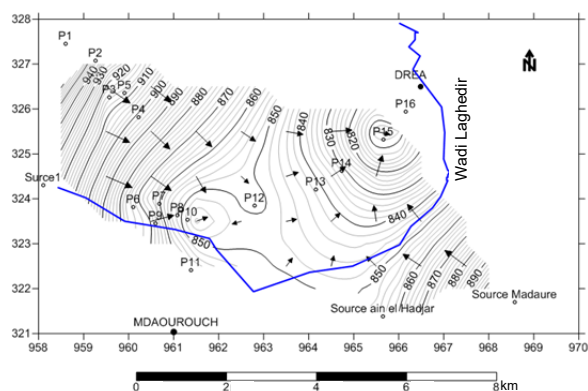 328
P1
P2
940
930
920
P3
P5
910
900
890
880
870
860
850
840
830
820
P4
N
DREA
Wadi Laghedir
327
326
325
324
323
322
321
P16
P15
P14
P13
P12
Surce1
P6
P7
P8
P9
P10
850
P11
840
850
860
870
880
890
Source ain el Hadjar
Source Madaure
MDAOUROUCH
958 959 960 961 962 963 964 965 966 967 968 969 970
0 2 4 6 8km